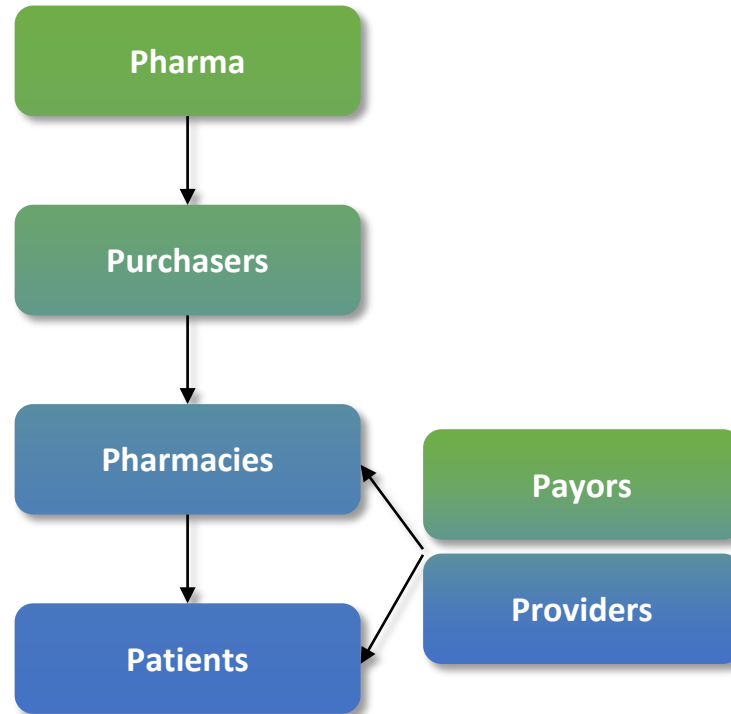 Pharma
Purchasers
Pharmacies
Payors
Providers
Patients